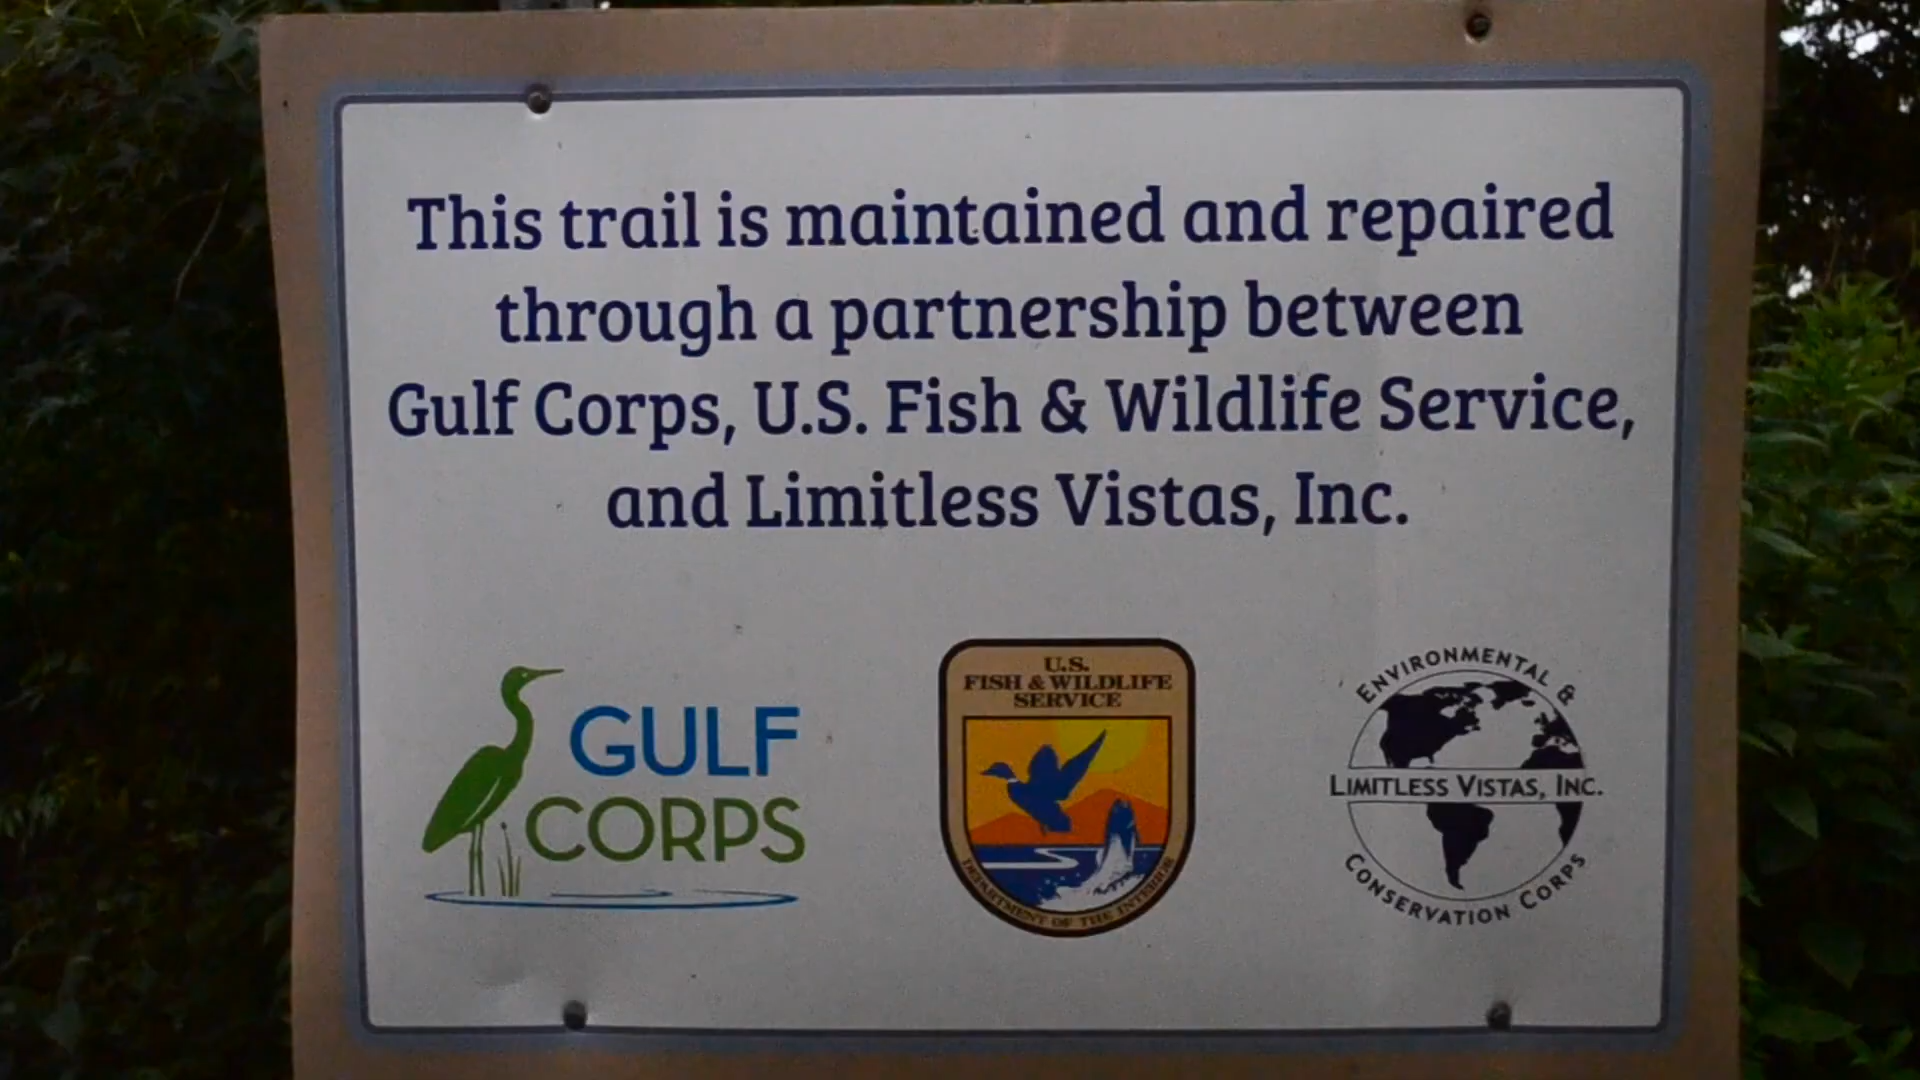 This trail is maintained and repaired
through a partnership between
Gulf Corps, U.S. Fish & Wildlife Service,
and Limitless Vistas, Inc.
GULF
CORPS
U.S.
FISH & WILDLIFE
SERVICE
DEPARTMENT OF THE INTERIOR
ENVIRONMENTAL &
LIMITLESS VISTAS, INC.
CONSERVATION CORPS